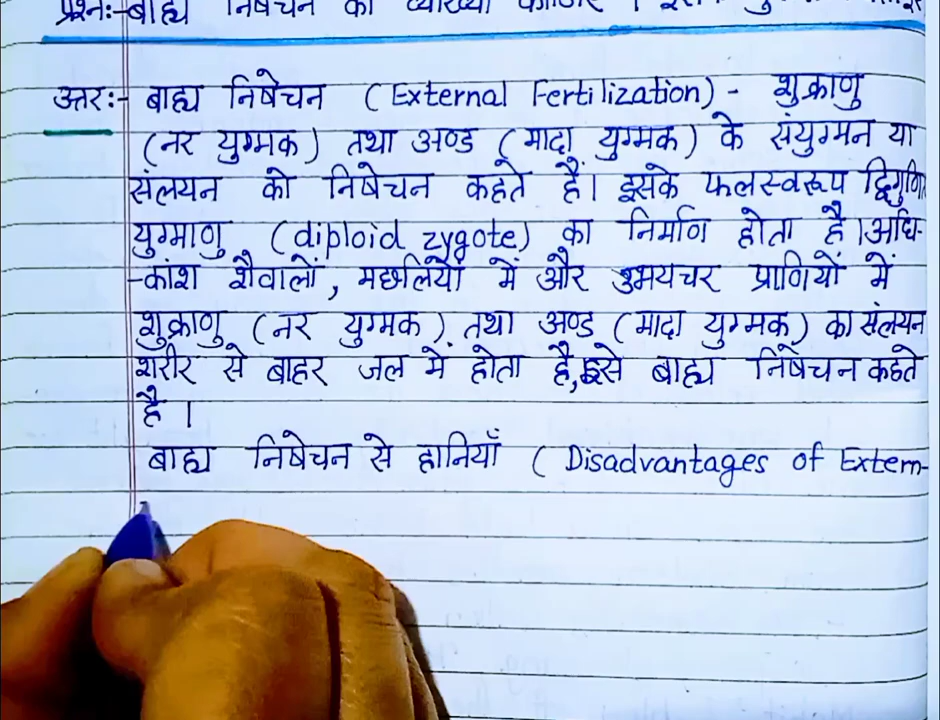 प्रश्न:- बाह्य निषेचन की व्याख्या कीजिए ।
उत्तर:- बाह्य निषेचन (External Fertilization) - शुक्राणु
(नर युग्मक) तथा अण्ड (मादा युग्मक) के संयुग्मन या
संलयन को निषेचन कहते हैं। इसके फलस्वरूप द्विगुणित
युग्माणु (diploid zygote) का निर्माण होता है। अधि-
-कांश शैवालों, मछलियों में और उभयचर प्राणियों में
शुक्राणु (नर युग्मक) तथा अण्ड (मादा युग्मक) का संलयन
शरीर से बाहर जल में होता है, इसे बाह्य निषेचन कहते
है ।
बाह्य निषेचन से हानियाँ (Disadvantages of Extern-